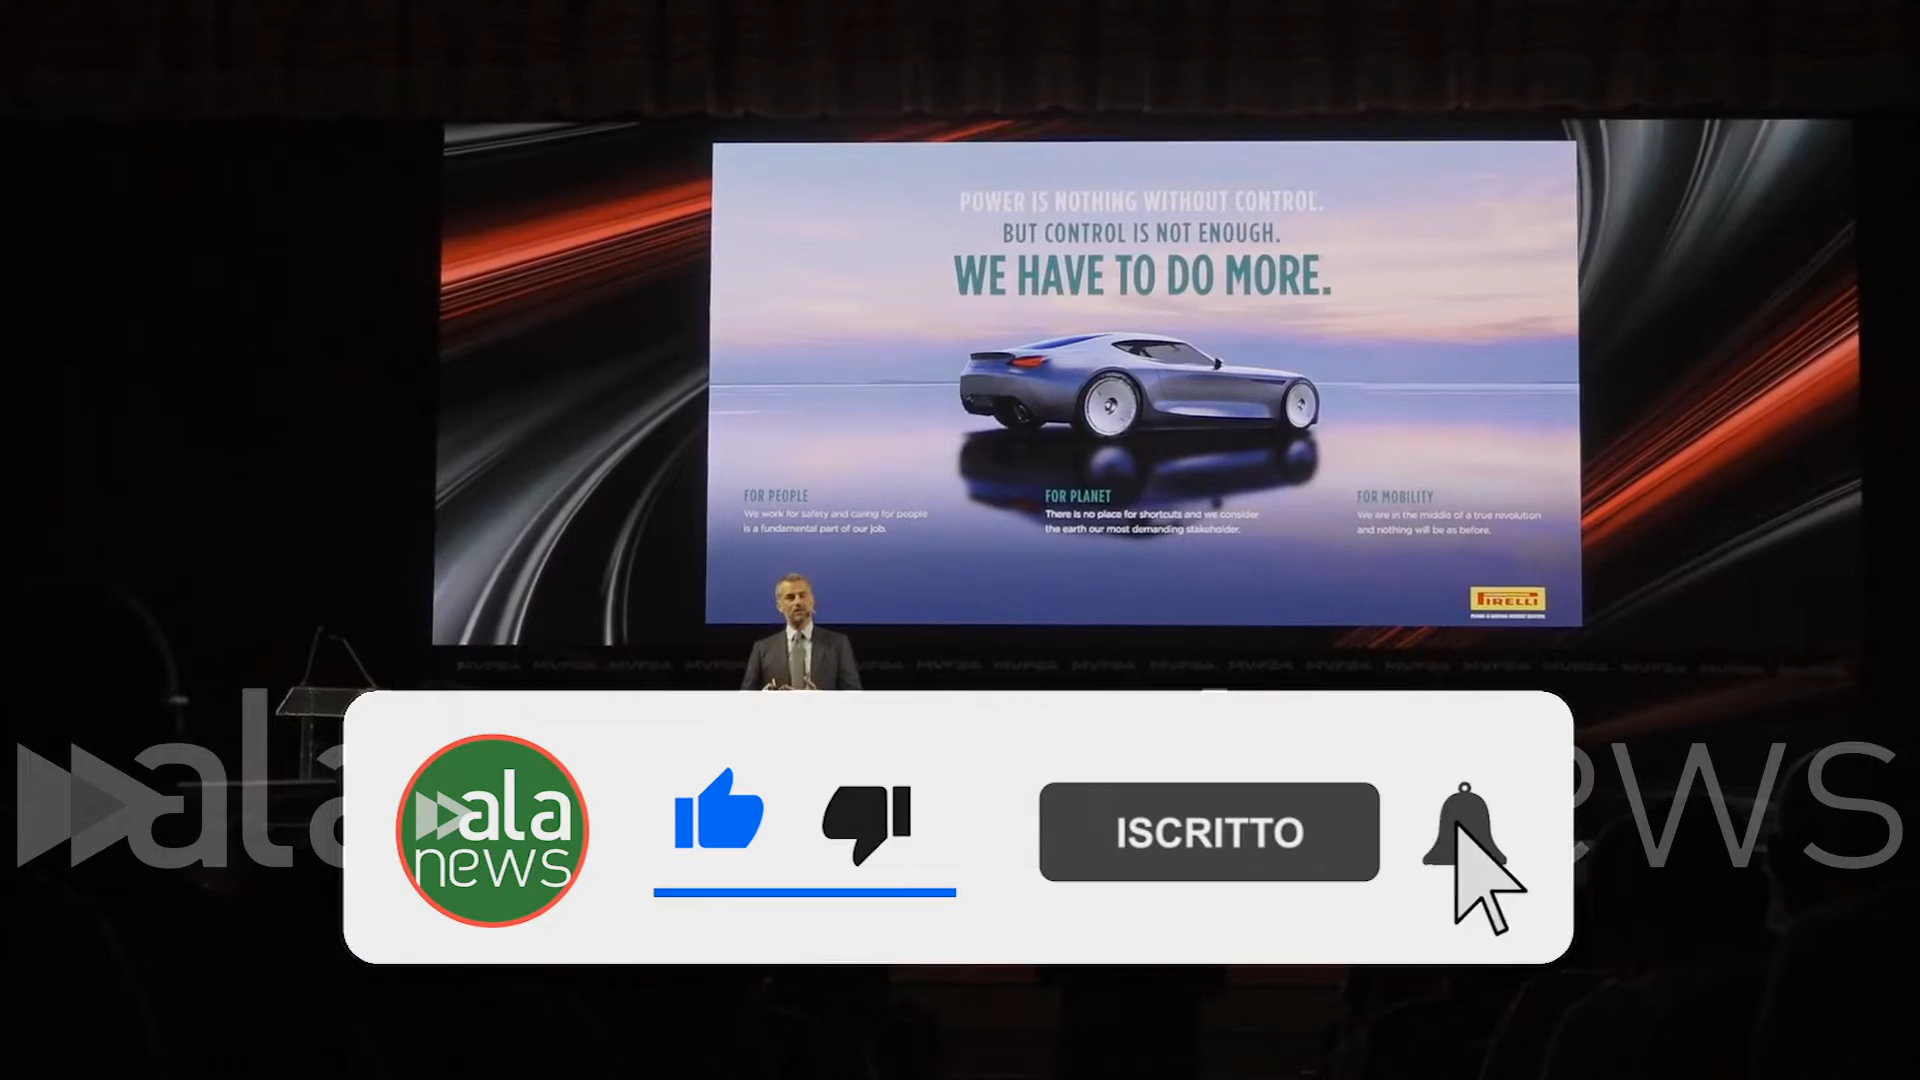 POWER IS NOTHING WITHOUT CONTROL.
BUT CONTROL IS NOT ENOUGH.
WE HAVE TO DO MORE.
FOR PEOPLE
We work for safety and caring for people
is a fundamental part of our job.
FOR PLANET
There is no place for shortcuts and we consider
the earth our most demanding stakeholder.
FOR MOBILITY
We are in the middle of a true revolution
and nothing will be as before.
PIRELLI
ala
news
ISCRITTO